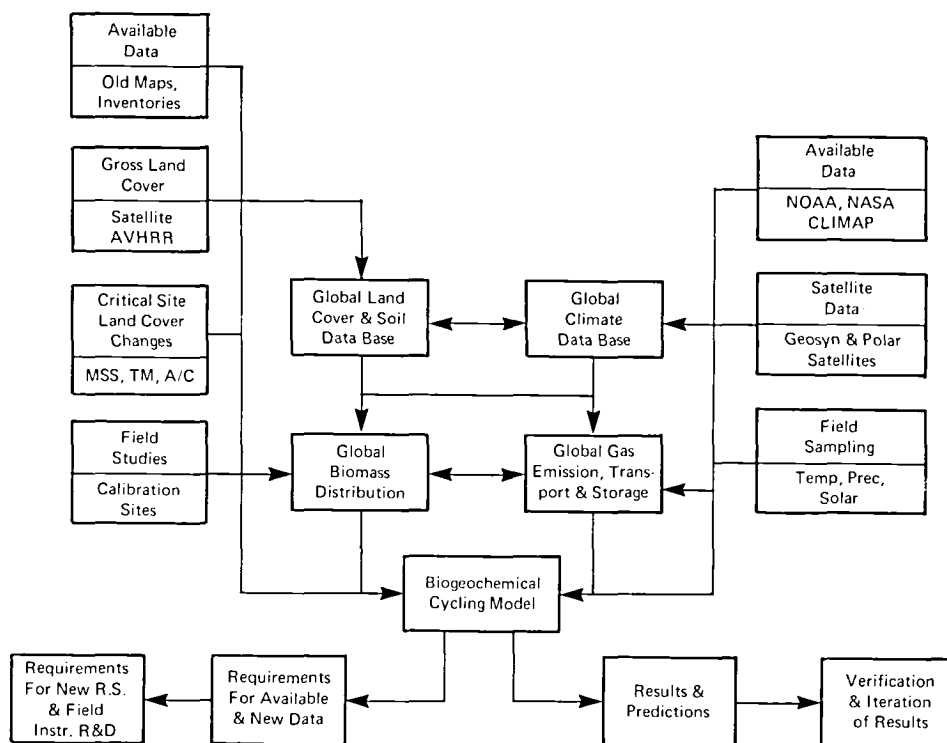 Available
Data
Old Maps,
Inventories
Gross Land
Cover
Satellite
AVHRR
Critical Site
Land Cover
Changes
MSS, TM, A/C
Field
Studies
Calibration
Sites
Global Land
Cover & Soil
Data Base
Global
Climate
Data Base
Available
Data
NOAA, NASA
CLIMAP
Satellite
Data
Geosyn & Polar
Satellites
Field
Sampling
Temp, Prec,
Solar
Global
Biomass
Distribution
Global Gas
Emission, Trans-
port & Storage
Biogeochemical
Cycling Model
Requirements
For New R.S.
& Field
Instr. R&D
Requirements
For Available
& New Data
Results &
Predictions
Verification
& Iteration
of Results